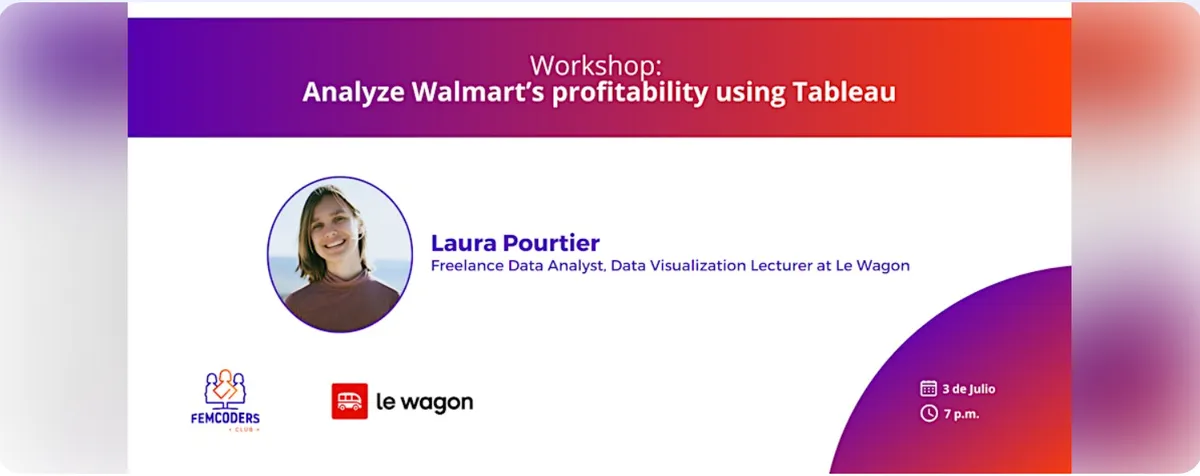 Workshop:
Analyze Walmart’s profitability using Tableau
Laura Pourtier
Freelance Data Analyst, Data Visualization Lecturer at Le Wagon
FEMCODERS
• CLUB •
le wagon
3 de Julio
7 p.m.